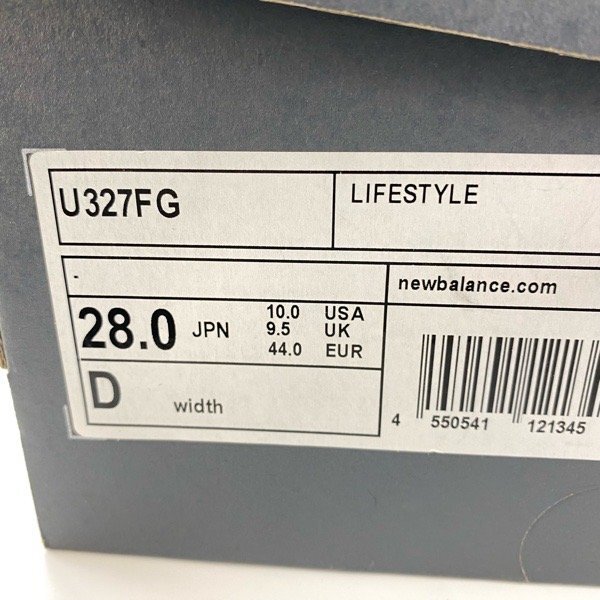 U327FG
LIFESTYLE
-
newbalance.com
28.0 JPN
10.0 USA
9.5 UK
44.0 EUR
D width
4 550541 121345